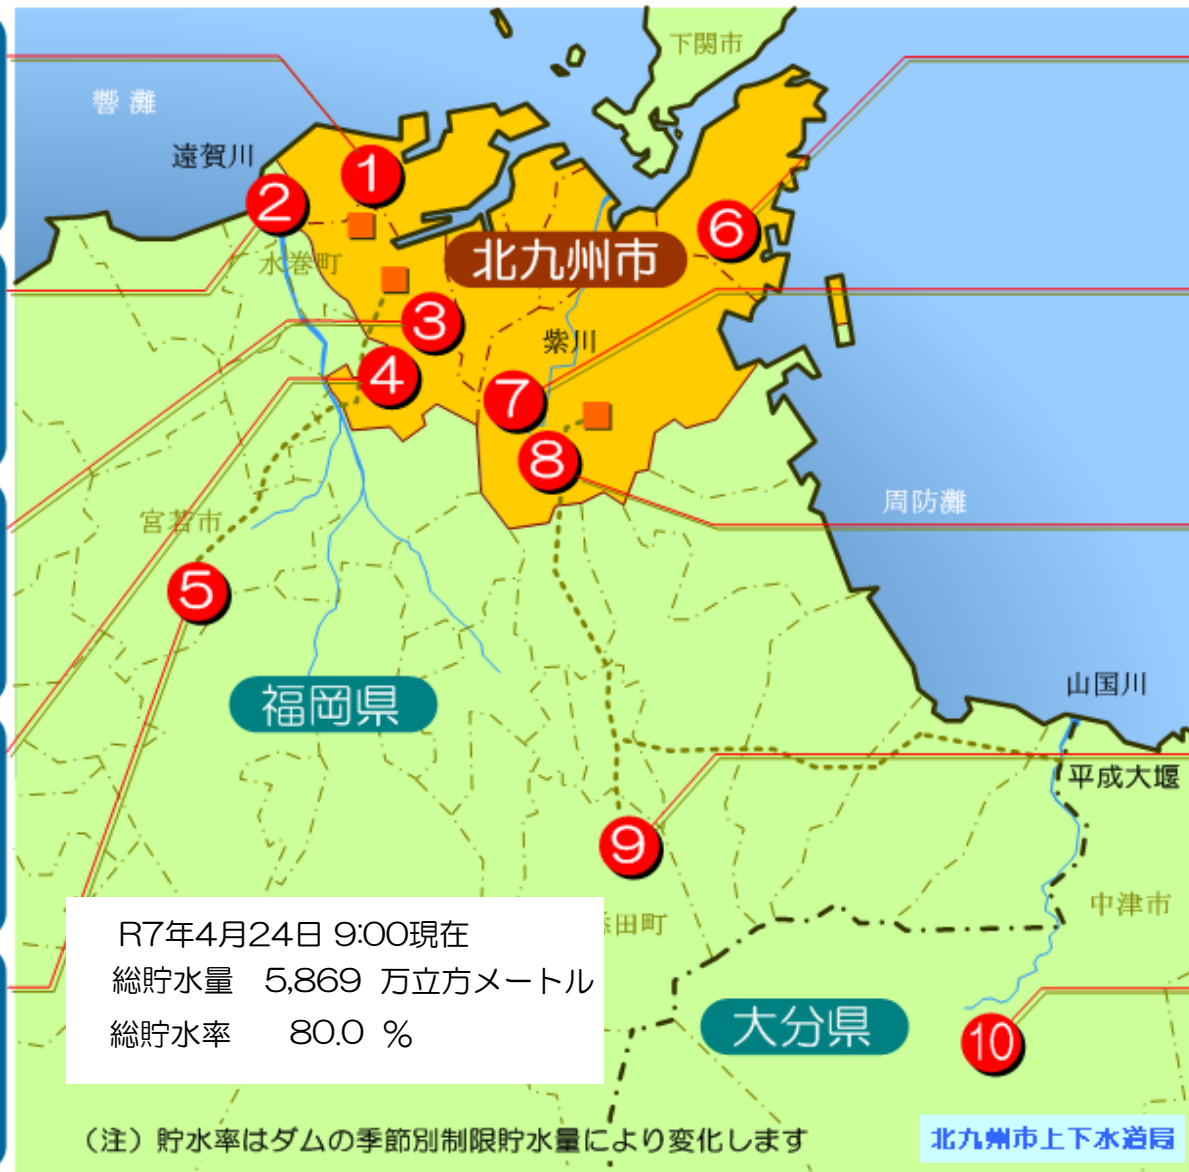 下関市
響灘
遠賀川
1
2
6
水巻町
北九州市
3
紫川
4
7
8
周防灘
宮若市
5
山国川
福岡県
平成大堰
9
中津市
田町
R7年4月24日 9:00現在
総貯水量 5,869 万立方メートル
総貯水率 80.0 %
大分県
10
（注）貯水率はダムの季節別制限貯水量により変化します
北九州市上下水道局